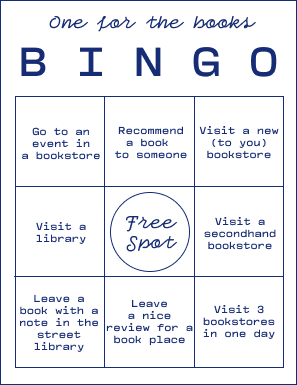 One for the books
BINGO
Go to an
event in
a bookstore
Recommend
a book
to someone
Visit a new
(to you)
bookstore
Visit a
library
Free
Spot
Visit a
secondhand
bookstore
Leave a
book with a
note in the
street
library
Leave
a nice
review for a
book place
Visit 3
bookstores
in one day